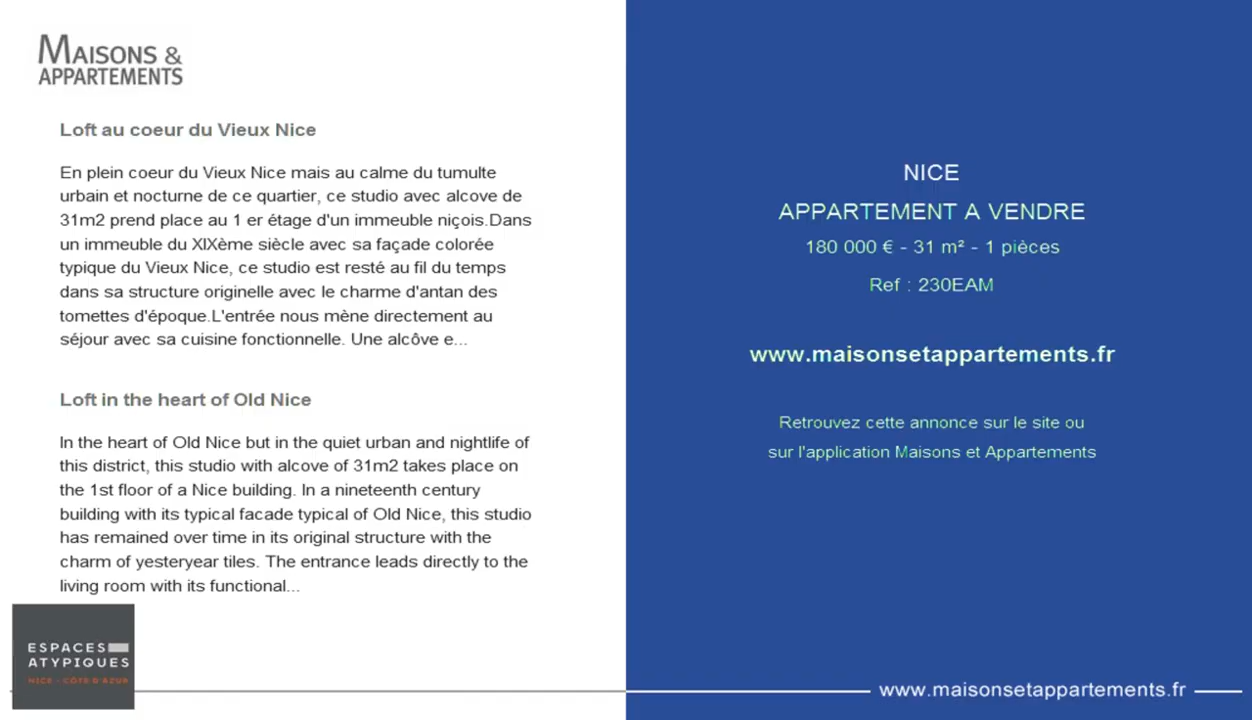 MAISONS &
APPARTEMENTS
Loft au coeur du Vieux Nice
En plein coeur du Vieux Nice mais au calme du tumulte
urbain et nocturne de ce quartier, ce studio avec alcove de
31m2 prend place au 1 er étage d'un immeuble niçois.Dans
un immeuble du XIXème siècle avec sa façade colorée
typique du Vieux Nice, ce studio est resté au fil du temps
dans sa structure originelle avec le charme d'antan des
tomettes d'époque.L'entrée nous mène directement au
séjour avec sa cuisine fonctionnelle. Une alcôve e...
Loft in the heart of Old Nice
In the heart of Old Nice but in the quiet urban and nightlife of
this district, this studio with alcove of 31m2 takes place on
the 1st floor of a Nice building. In a nineteenth century
building with its typical facade typical of Old Nice, this studio
has remained over time in its original structure with the
charm of yesteryear tiles. The entrance leads directly to the
living room with its functional...
ESPACES
ATYPIQUES
NICE - CÔTE D'AZUR
NICE
APPARTEMENT A VENDRE
180 000 € - 31 m² - 1 pièces
Ref : 230EAM
www.maisonsetappartements.fr
Retrouvez cette annonce sur le site ou
sur l'application Maisons et Appartements
www.maisonsetappartements.fr